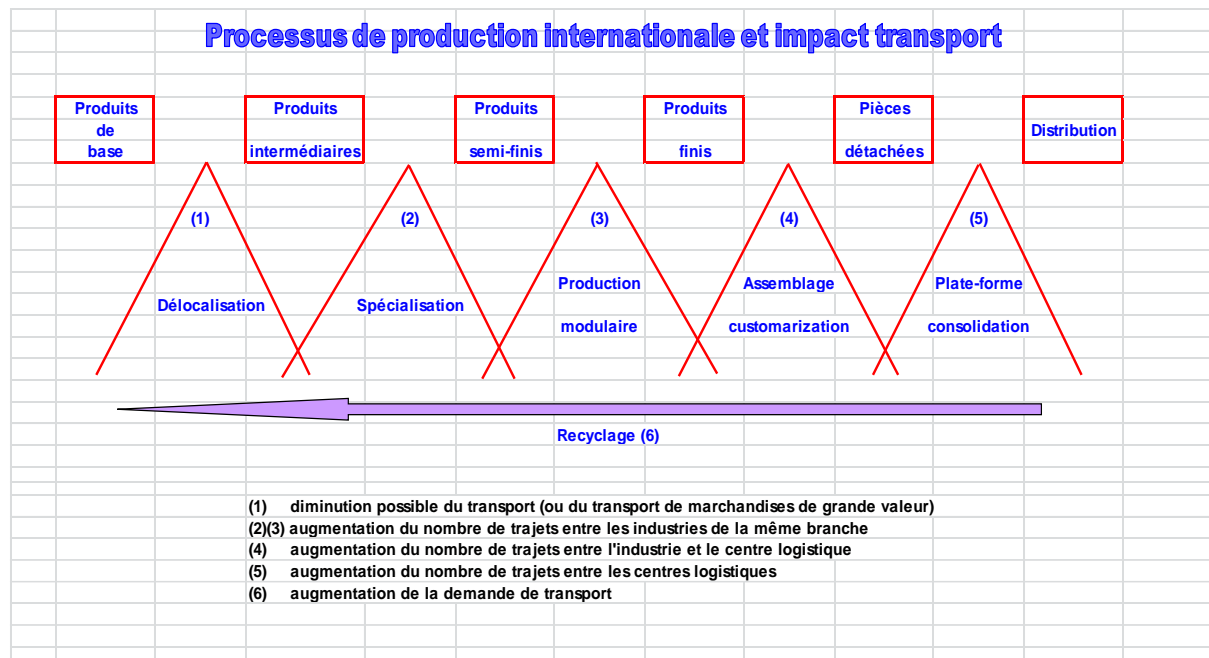 Processus de production internationale et impact transport
Produits
de
base
Produits
intermédiaires
Produits
semi-finis
Produits
finis
Pièces
détachées
Distribution
(1)
(2)
(3)
(4)
(5)
Délocalisation
Spécialisation
Production
modulaire
Assemblage
customarization
Plate-forme
consolidation
Recyclage (6)
(1) diminution possible du transport (ou du transport de marchandises de grande valeur)
(2)(3) augmentation du nombre de trajets entre les industries de la même branche
(4) augmentation du nombre de trajets entre l'industrie et le centre logistique
(5) augmentation du nombre de trajets entre les centres logistiques
(6) augmentation de la demande de transport